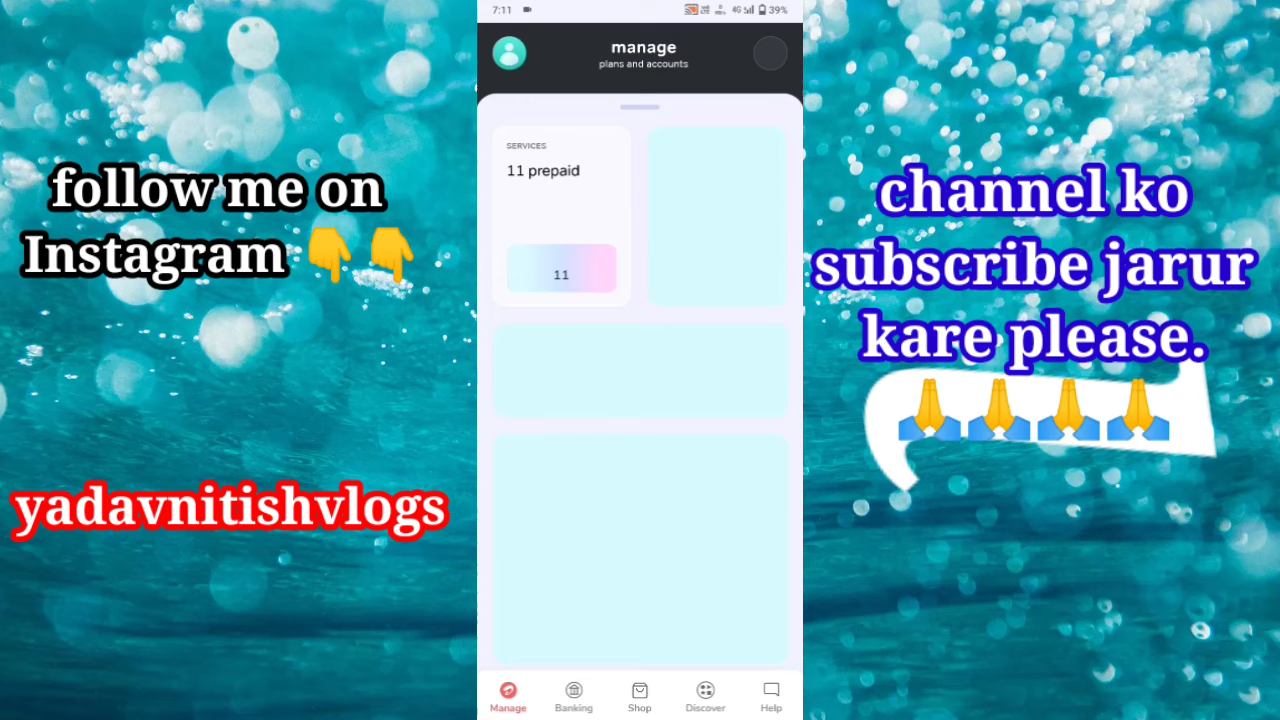 follow me on
Instagram 👇👇
yadavnitishvlogs
7:11
4G 39%
manage
plans and accounts
SERVICES
11 prepaid
11
Manage
Banking
Shop
Discover
Help
channel ko
subscribe jarur
kare please.
🙏🙏🙏🙏